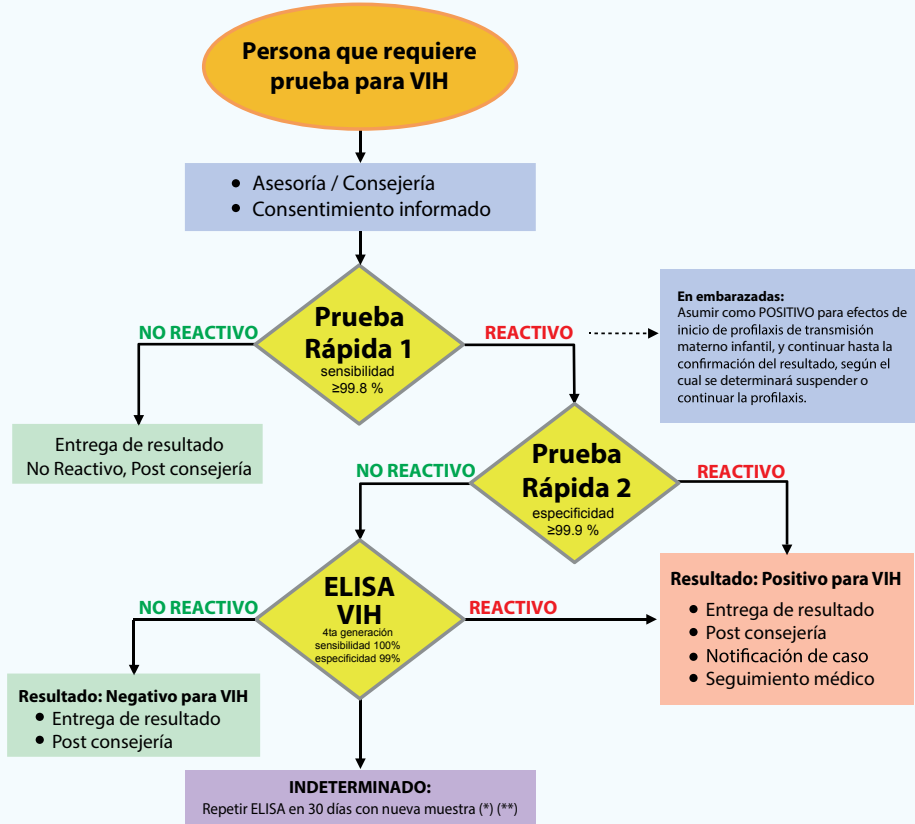 Persona que requiere
prueba para VIH
• Asesoría / Consejería
• Consentimiento informado
NO REACTIVO
Prueba
Rápida 1
sensibilidad
≥99.8 %
REACTIVO
En embarazadas:
Asumir como POSITIVO para efectos de
inicio de profilaxis de transmisión
materno infantil, y continuar hasta la
confirmación del resultado, según el
cual se determinará suspender o
continuar la profilaxis.
Entrega de resultado
No Reactivo, Post consejería
NO REACTIVO
Prueba
Rápida 2
especificidad
≥99.9 %
REACTIVO
NO REACTIVO
ELISA
VIH
4ta generación
sensibilidad 100%
especificidad 99%
REACTIVO
Resultado: Positivo para VIH
• Entrega de resultado
• Post consejería
• Notificación de caso
• Seguimiento médico
Resultado: Negativo para VIH
• Entrega de resultado
• Post consejería
INDETERMINADO:
Repetir ELISA en 30 días con nueva muestra (*) (**)